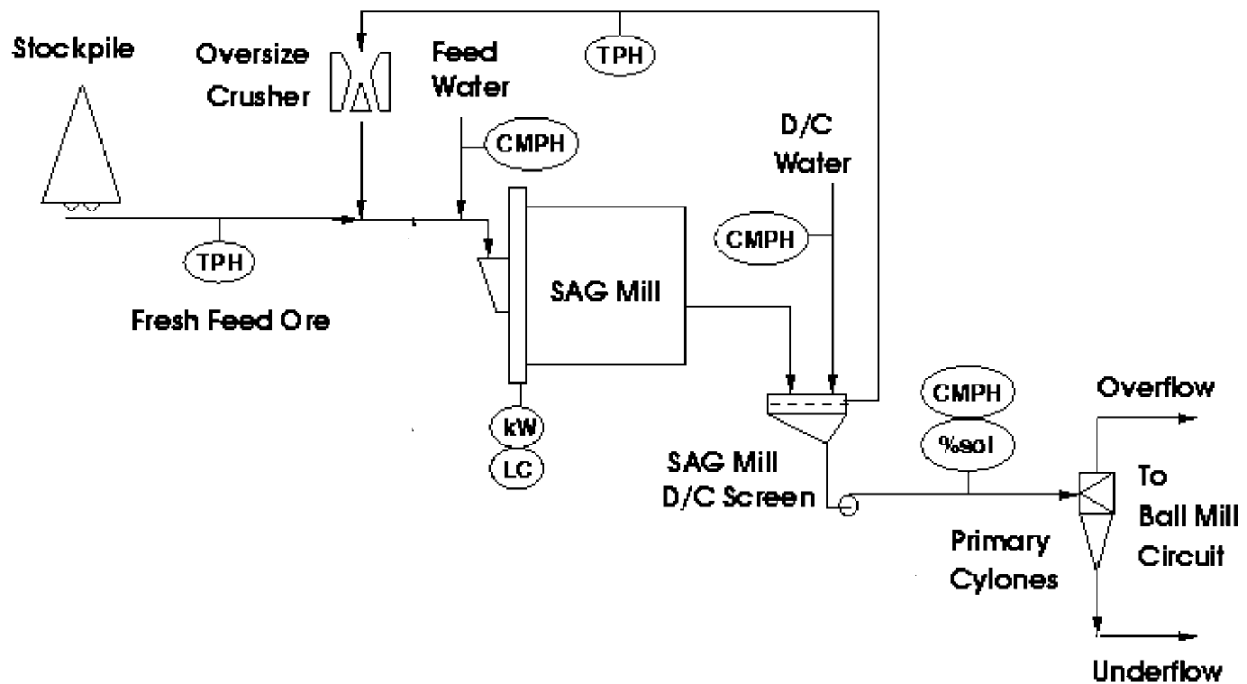 Stockpile
Oversize
Crusher
Feed
Water
TPH
CMPH
D/C
Water
CMPH
TPH
Fresh Feed Ore
SAG Mill
kW
LC
CMPH
%sol
SAG Mill
D/C Screen
Overflow
To
Ball Mill
Circuit
Primary
Cylones
Underflow